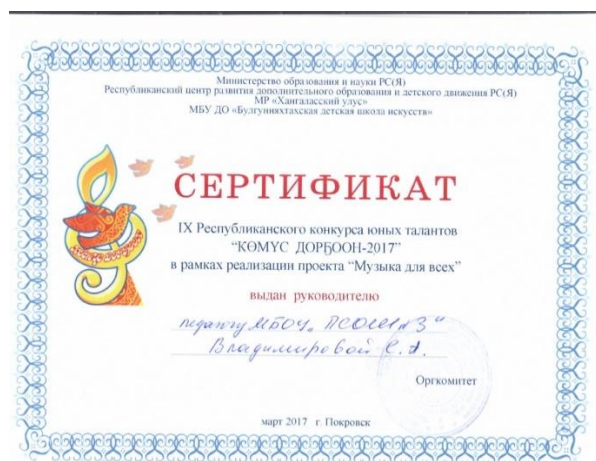 Министерство образования и науки РС(Я)
Республиканский центр развития дополнительного образования и детского движения РС(Я)
МР «Хангаласский улус»
МБУ ДО «Булгунняхтахская детская школа искусств»
СЕРТИФИКАТ
IX Республиканского конкурса юных талантов
“КӨМҮС ДОРҔООН-2017”
в рамках реализации проекта “Музыка для всех”
выдан руководителю
педагогу МБОУ „ПСОШ №3“
Владимировой С.А.
Оргкомитет
март 2017 г. Покровск